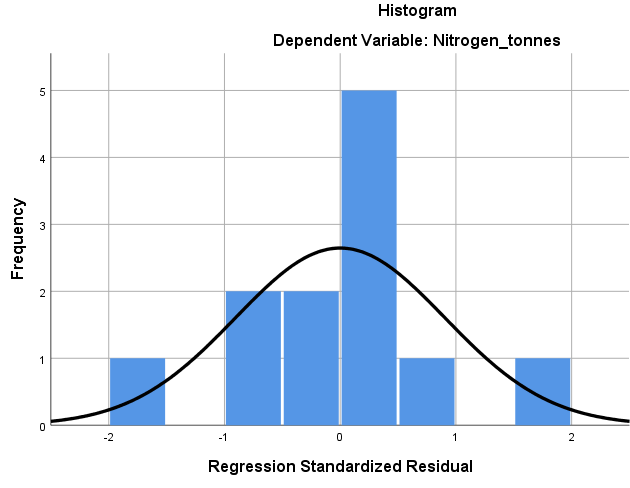 Histogram
Dependent Variable: Nitrogen_tonnes
5
4
3
2
1
0
Frequency
-2
-1
0
1
2
Regression Standardized Residual